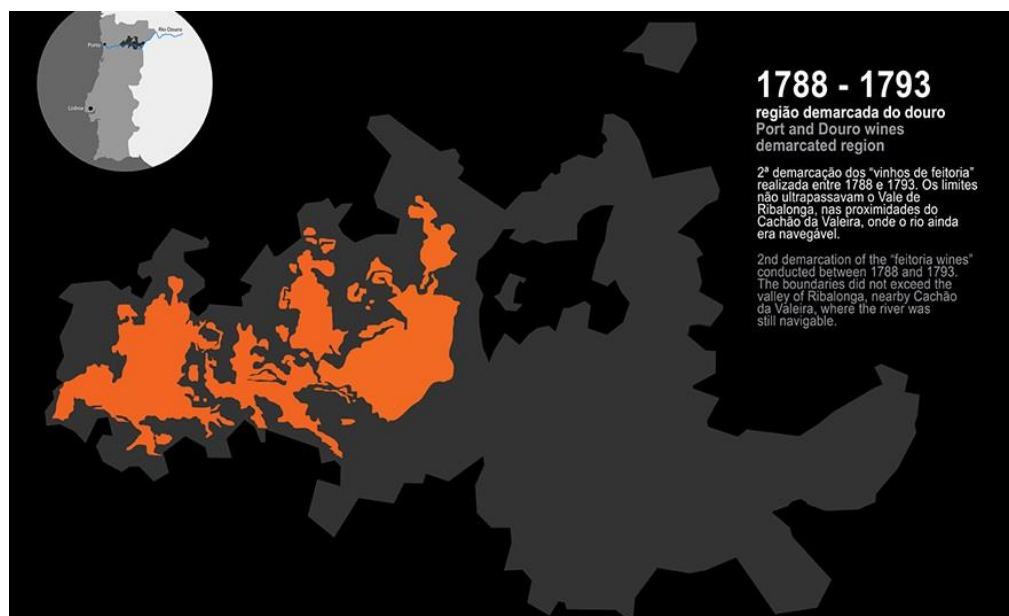 Rio Douro
Porto
Lisboa
1788 - 1793
região demarcada do douro
Port and Douro wines
demarcated region
2ª demarcação dos “vinhos de feitoria”
realizada entre 1788 e 1793. Os limites
não ultrapassavam o Vale de
Ribalonga, nas proximidades do
Cachão da Valeira, onde o rio ainda
era navegável.
2nd demarcation of the “feitoria wines”
conducted between 1788 and 1793.
The boundaries did not exceed the
valley of Ribalonga, nearby Cachão
da Valeira, where the river was
still navigable.